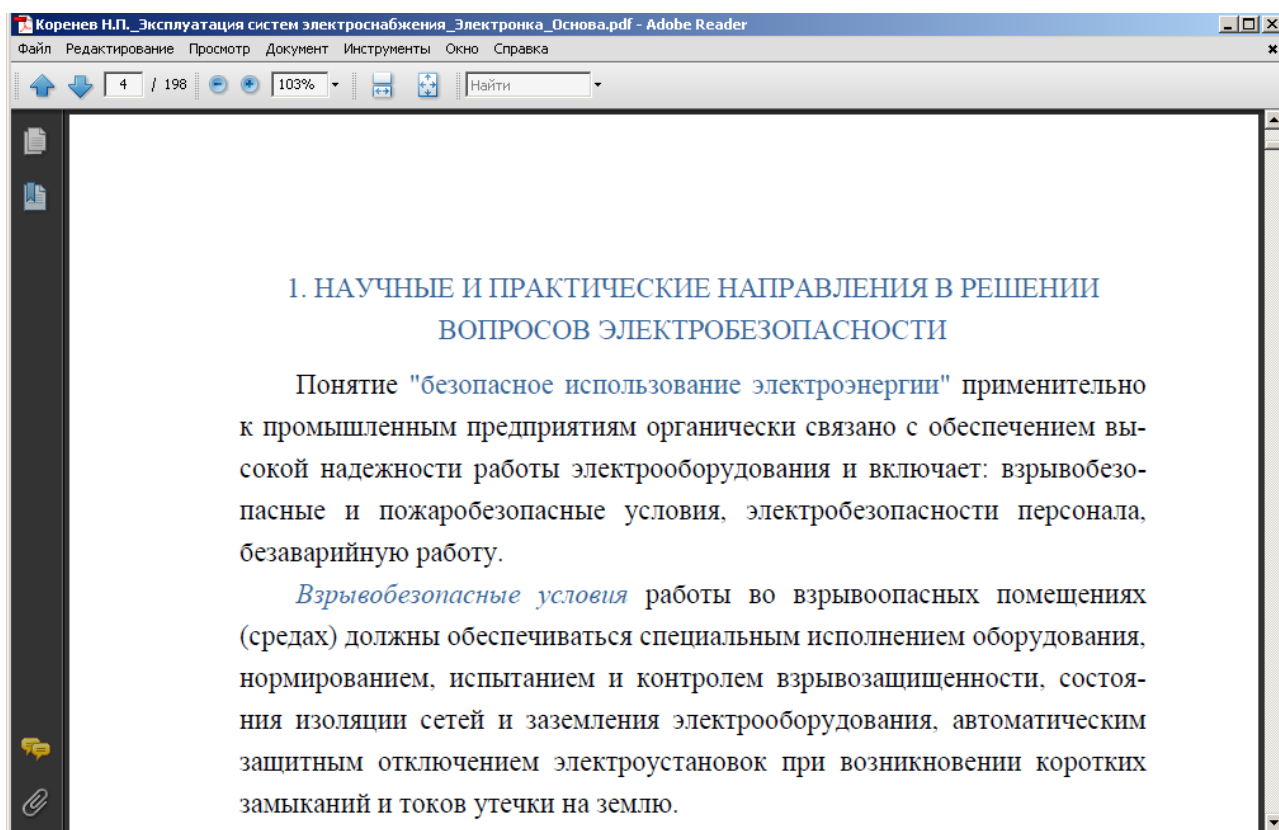 Коренев Н.П._Эксплуатация систем электроснабжения_Электронка_Основа.pdf - Adobe Reader
Файл Редактирование Просмотр Документ Инструменты Окно Справка
4 / 198 103% Найти
1. НАУЧНЫЕ И ПРАКТИЧЕСКИЕ НАПРАВЛЕНИЯ В РЕШЕНИИ
ВОПРОСОВ ЭЛЕКТРОБЕЗОПАСНОСТИ
Понятие "безопасное использование электроэнергии" применительно
к промышленным предприятиям органически связано с обеспечением вы-
сокой надежности работы электрооборудования и включает: взрывобезо-
пасные и пожаробезопасные условия, электробезопасности персонала,
безаварийную работу.
Взрывобезопасные условия работы во взрывоопасных помещениях
(средах) должны обеспечиваться специальным исполнением оборудования,
нормированием, испытанием и контролем взрывозащищенности, состоя-
ния изоляции сетей и заземления электрооборудования, автоматическим
защитным отключением электроустановок при возникновении коротких
замыканий и токов утечки на землю.